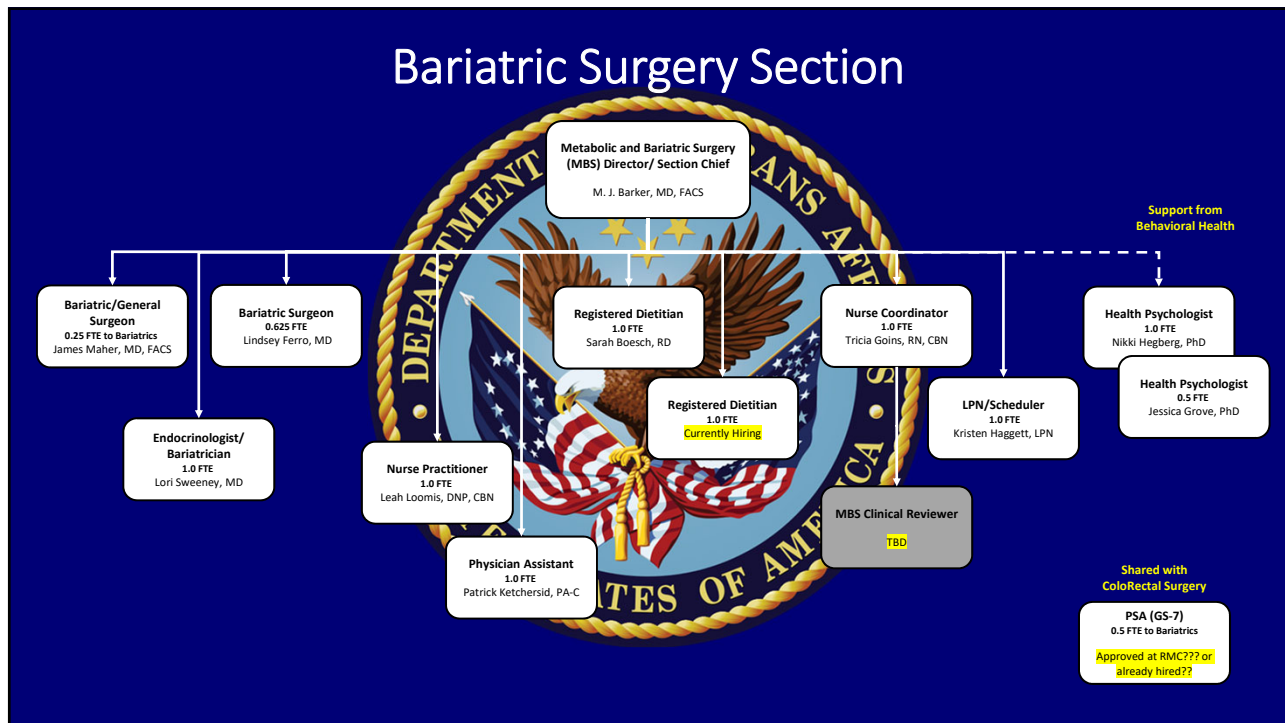 Bariatric Surgery Section
Metabolic and Bariatric Surgery
(MBS) Director/ Section Chief
M. J. Barker, MD, FACS
Support from
Behavioral Health
Bariatric/General
Surgeon
0.25 FTE to Bariatrics
James Maher, MD, FACS
Bariatric Surgeon
0.625 FTE
Lindsey Ferro, MD
Registered Dietitian
1.0 FTE
Sarah Boesch, RD
Nurse Coordinator
1.0 FTE
Tricia Goins, RN, CBN
Health Psychologist
1.0 FTE
Nikki Hegberg, PhD
Health Psychologist
0.5 FTE
Jessica Grove, PhD
Endocrinologist/
Bariatrician
1.0 FTE
Lori Sweeney, MD
Registered Dietitian
1.0 FTE
Currently Hiring
LPN/Scheduler
1.0 FTE
Kristen Haggett, LPN
Nurse Practitioner
1.0 FTE
Leah Loomis, DNP, CBN
MBS Clinical Reviewer
TBD
Physician Assistant
1.0 FTE
Patrick Ketchersid, PA-C
Shared with
ColoRectal Surgery
PSA (GS-7)
0.5 FTE to Bariatrics
Approved at RMC??? or
already hired??
DEPARTMENT
RANS AFF
S
ATES OF AMERICA